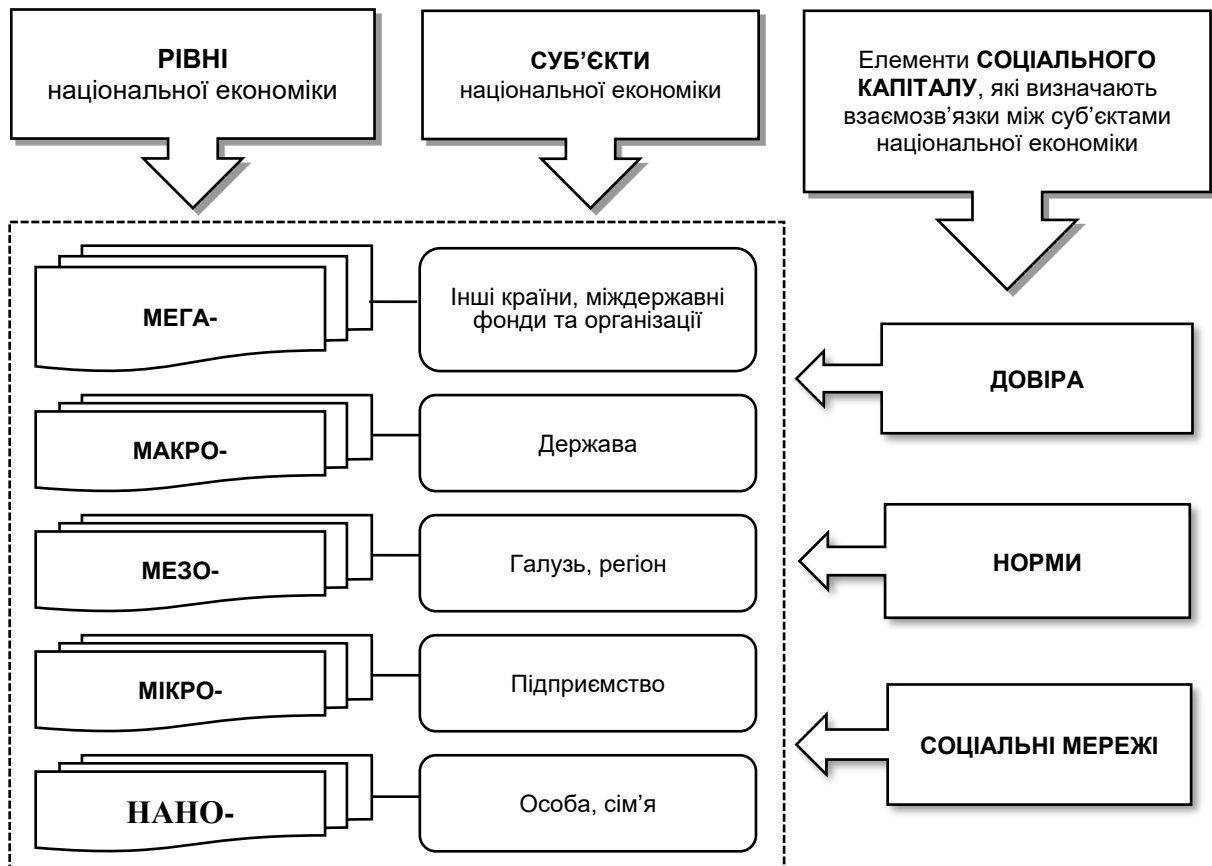 РІВНІ
національної економіки
СУБ’ЄКТИ
національної економіки
Елементи СОЦІАЛЬНОГО
КАПІТАЛУ, які визначають
взаємозв’язки між суб’єктами
національної економіки
МЕГА-
Інші країни, міждержавні
фонди та організації
МАКРО-
Держава
МЕЗО-
Галузь, регіон
МІКРО-
Підприємство
НАНО-
Особа, сім’я
ДОВІРА
НОРМИ
СОЦІАЛЬНІ МЕРЕЖІ